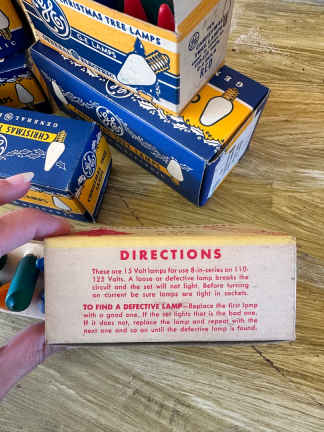 CHRISTMAS TREE LAMPS
C-6 LAMPS
GE
RED
CHRISTMAS T
GENERAL
DIRECTIONS
These are 15 Volt lamps for use 8-in-series on 110-
125 Volts. A loose or defective lamp breaks the
circuit and the set will not light. Before turning
on current be sure lamps are tight in sockets.
TO FIND A DEFECTIVE LAMP—Replace the first lamp
with a good one. If the set lights that is the bad one.
If it does not, replace the lamp and repeat with the
next one and so on until the defective lamp is found.